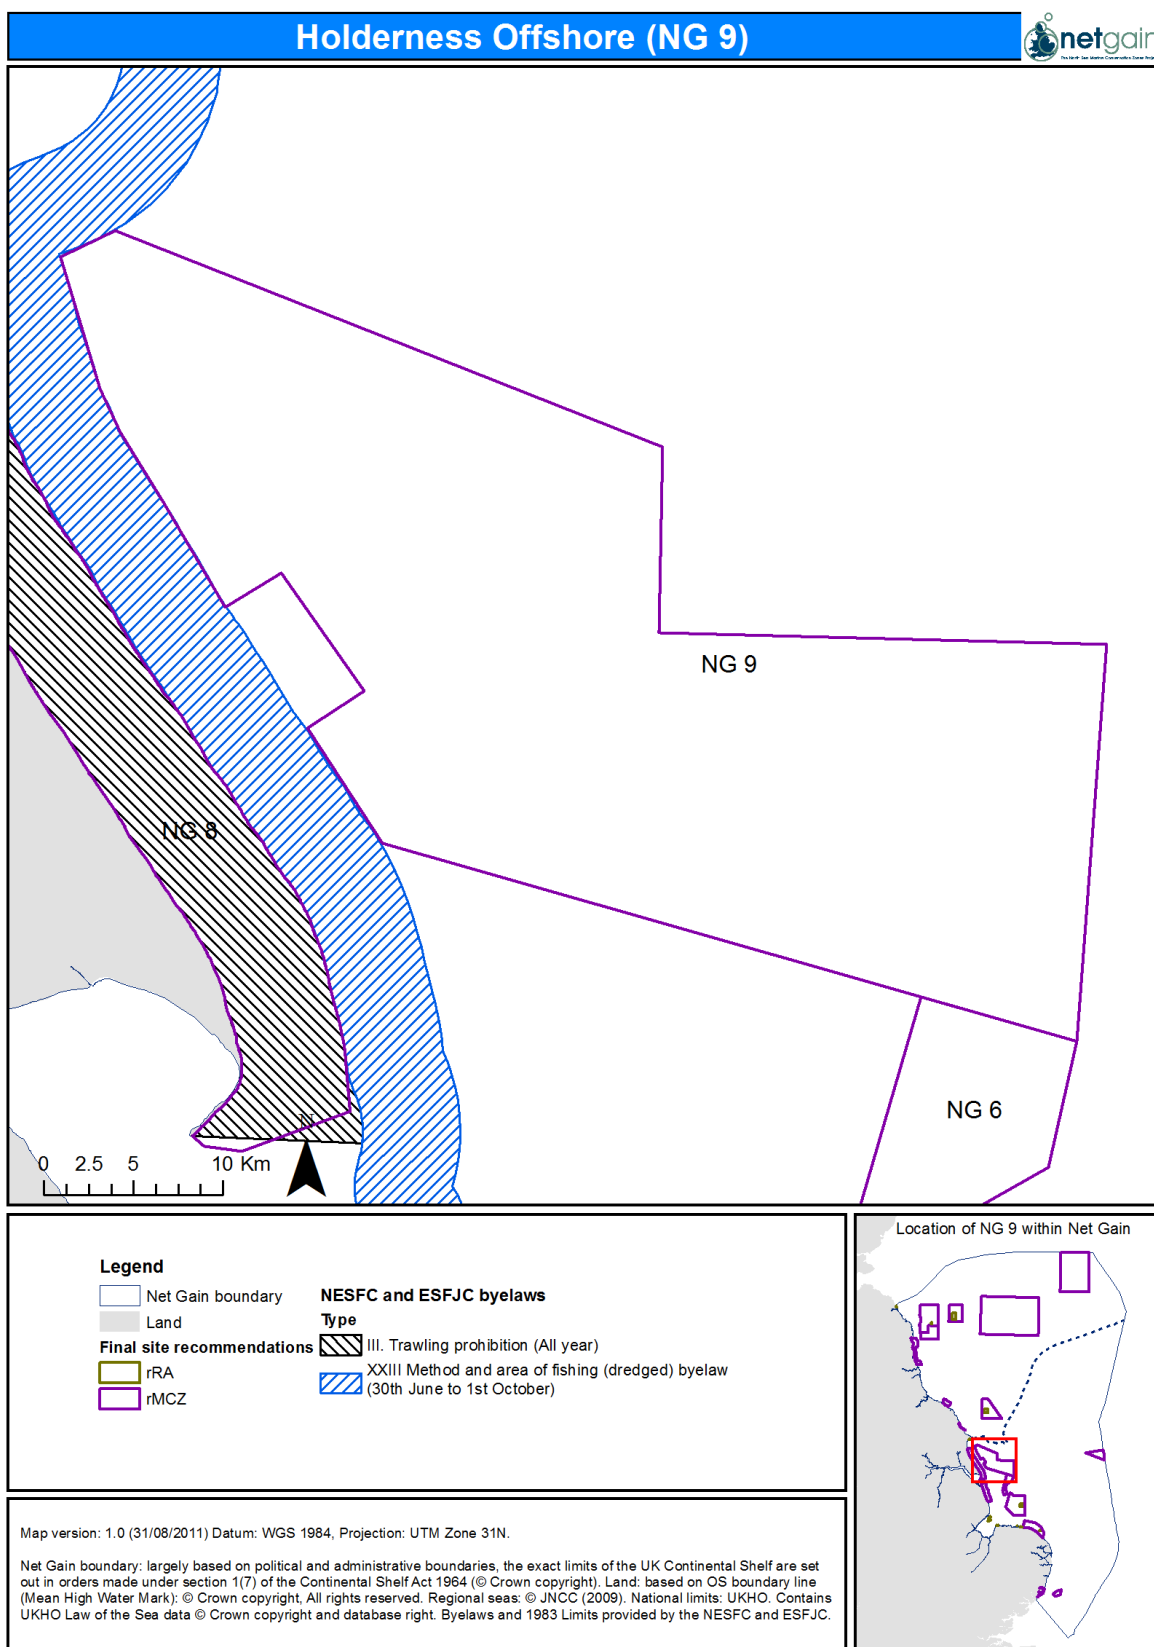 Holderness Offshore (NG 9)
netgain
The North Sea Marine Conservation Zones Project
NG 9
NG 8
NG 6
N
0 2.5 5 10 Km
Legend
Net Gain boundary
Land
Final site recommendations
rRA
rMCZ
NESFC and ESFJC byelaws
Type
III. Trawling prohibition (All year)
XXIII Method and area of fishing (dredged) byelaw
(30th June to 1st October)
Location of NG 9 within Net Gain
Map version: 1.0 (31/08/2011) Datum: WGS 1984, Projection: UTM Zone 31N.
Net Gain boundary: largely based on political and administrative boundaries, the exact limits of the UK Continental Shelf are set
out in orders made under section 1(7) of the Continental Shelf Act 1964 (© Crown copyright). Land: based on OS boundary line
(Mean High Water Mark): © Crown copyright, All rights reserved. Regional seas: © JNCC (2009). National limits: UKHO. Contains
UKHO Law of the Sea data © Crown copyright and database right. Byelaws and 1983 Limits provided by the NESFC and ESFJC.